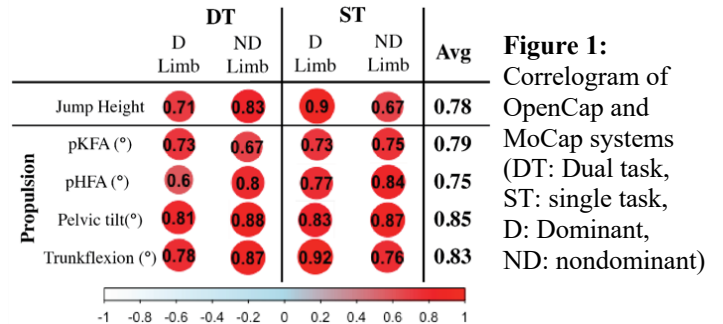 DT ST
D Limb ND Limb D Limb ND Limb Avg
Jump Height 0.71 0.83 0.9 0.67 0.78
Propulsion
pKFA (°) 0.73 0.67 0.73 0.75 0.79
pHFA (°) 0.6 0.8 0.77 0.84 0.75
Pelvic tilt(°) 0.81 0.88 0.83 0.87 0.85
Trunkflexion (°) 0.78 0.87 0.92 0.76 0.83
-1 -0.8 -0.6 -0.4 -0.2 0 0.2 0.4 0.6 0.8 1
Figure 1:
Correlogram of
OpenCap and
MoCap systems
(DT: Dual task,
ST: single task,
D: Dominant,
ND: nondominant)